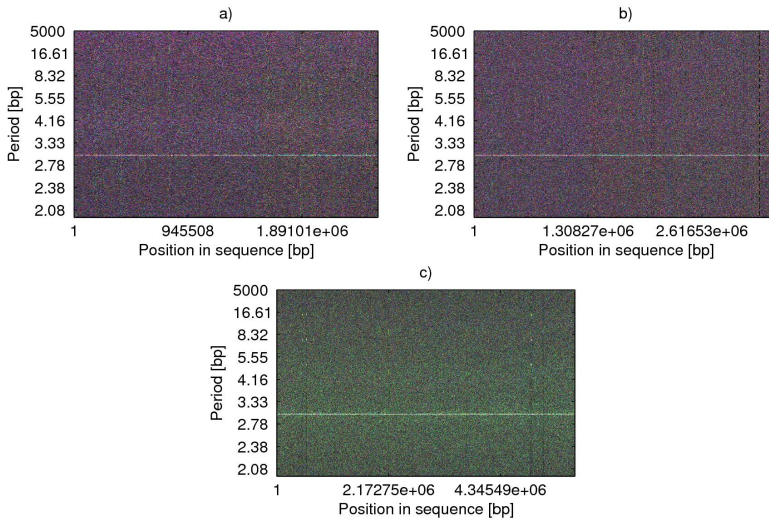 a)
5000
16.61
8.32
5.55
4.16
3.33
2.78
2.38
2.08
Period [bp]
1 945508 1.89101e+06
Position in sequence [bp]
b)
5000
16.61
8.32
5.55
4.16
3.33
2.78
2.38
2.08
Period [bp]
1 1.30827e+06 2.61653e+06
Position in sequence [bp]
c)
5000
16.61
8.32
5.55
4.16
3.33
2.78
2.38
2.08
Period [bp]
1 2.17275e+06 4.34549e+06
Position in sequence [bp]